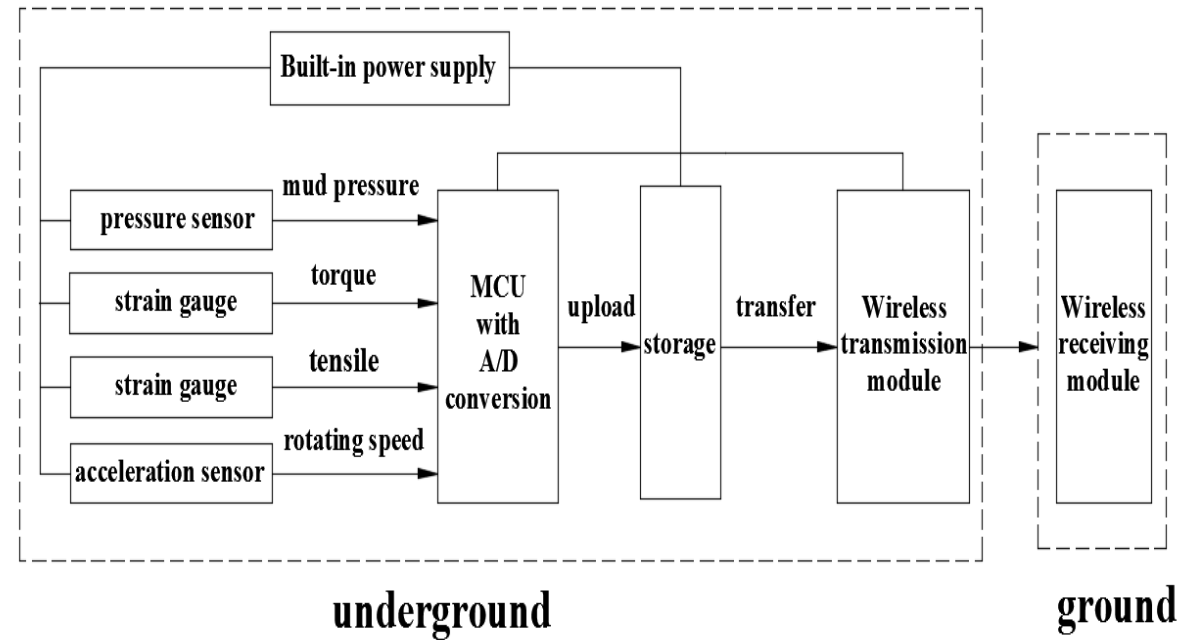 Built-in power supply
mud pressure
pressure sensor
torque
strain gauge
tensile
strain gauge
rotating speed
acceleration sensor
MCU
with
A/D
conversion
upload
storage
transfer
Wireless
transmission
module
Wireless
receiving
module
underground
ground